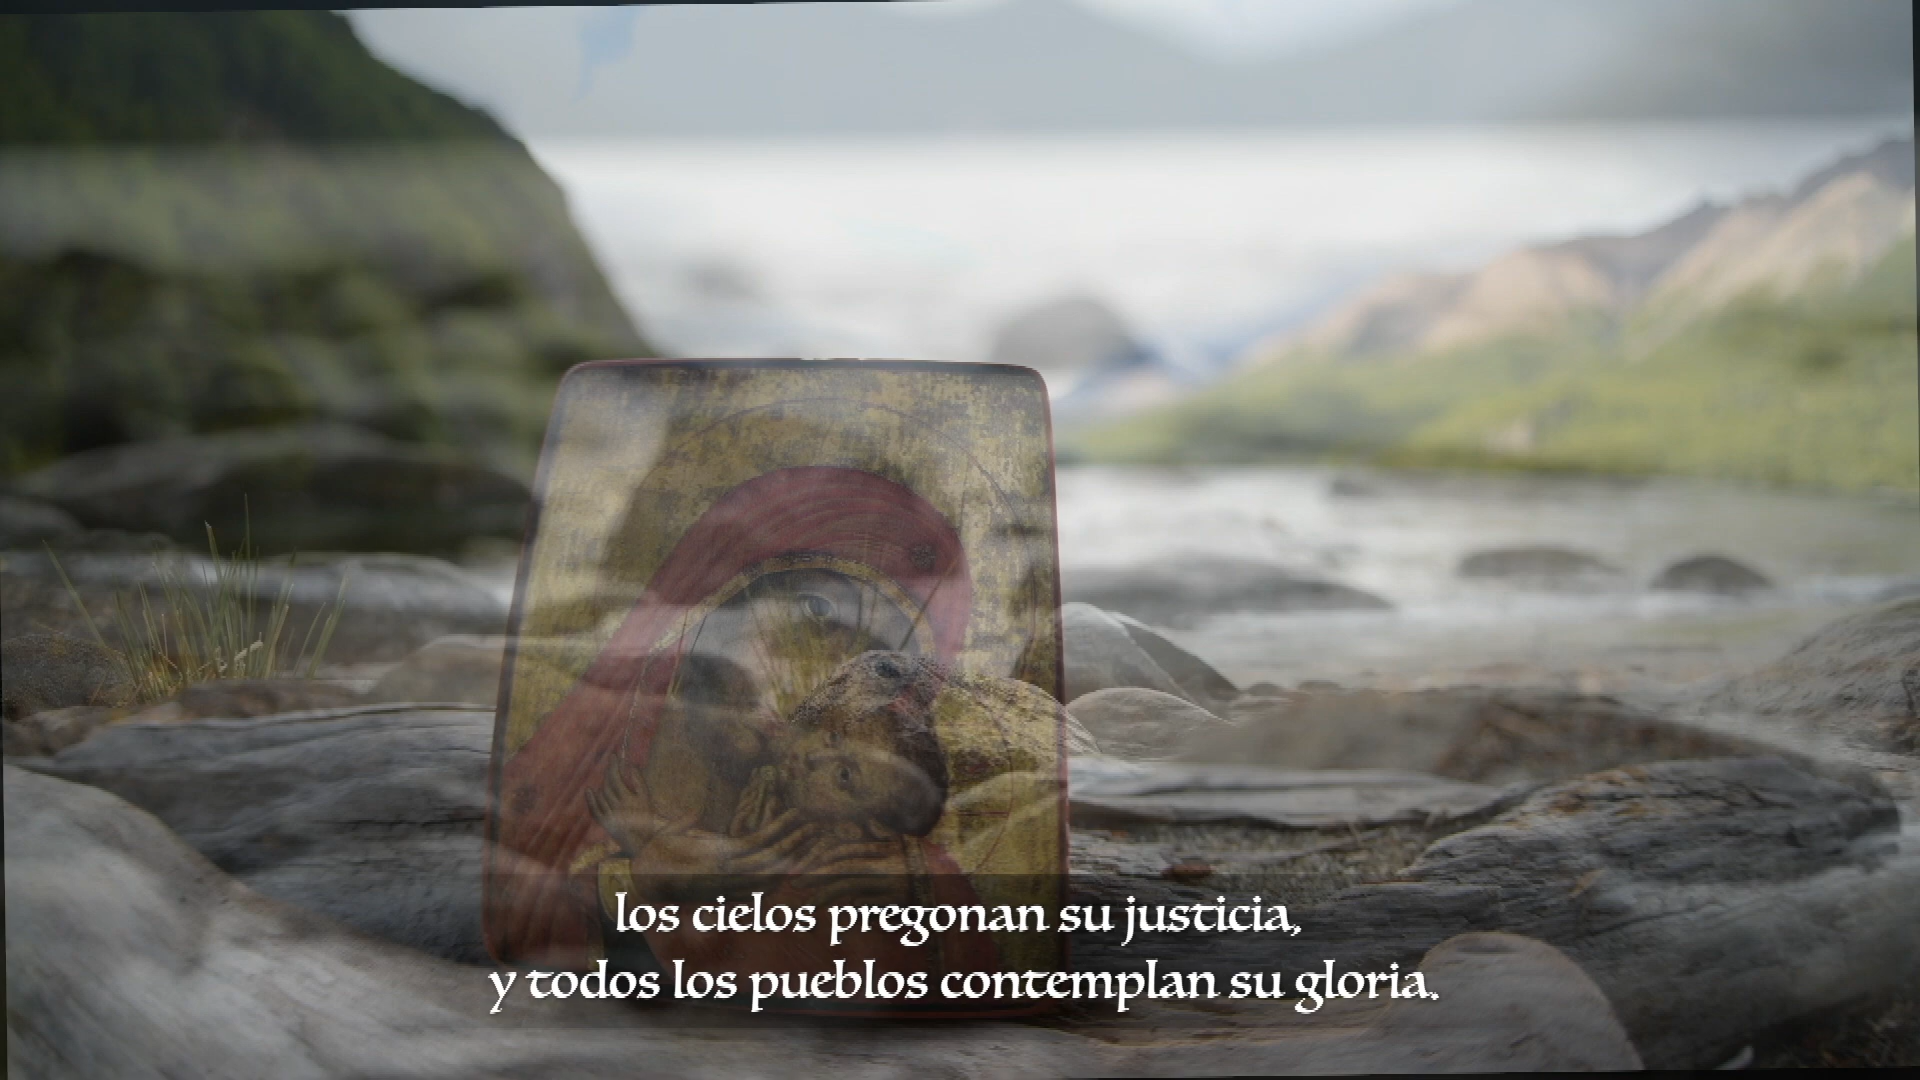 los cielos pregonan su justicia,
y todos los pueblos contemplan su gloria.